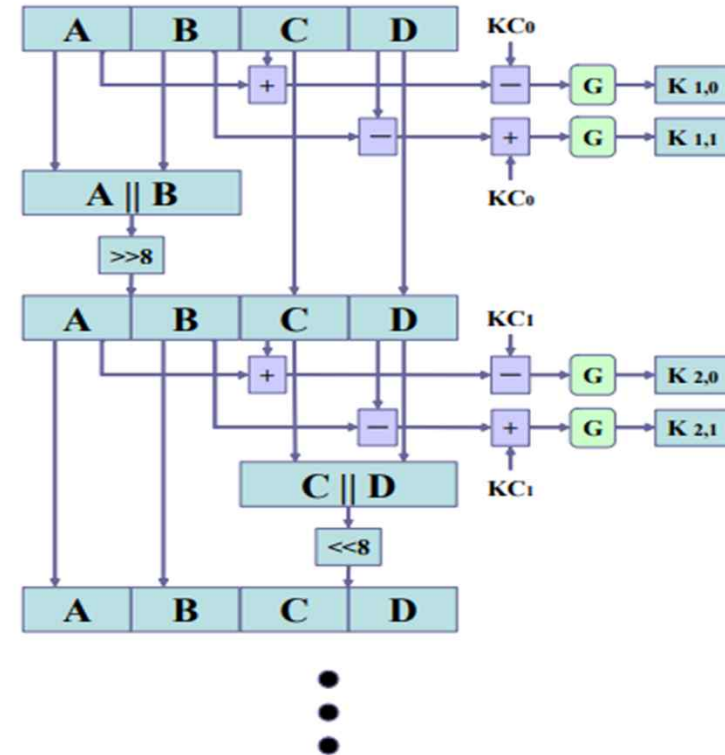 A B C D KC₀
+ − G K 1,0
− + G K 1,1
A || B KC₀
>>8
A B C D KC₁
+ − G K 2,0
− + G K 2,1
C || D KC₁
<<8
A B C D